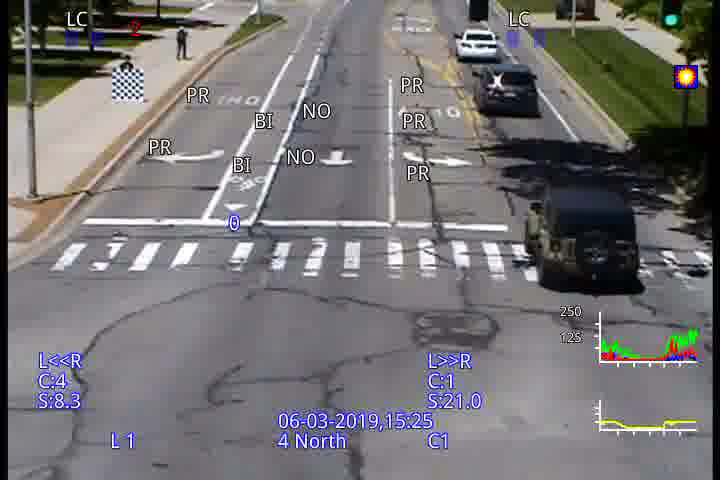 LC
LC
2
PR
PR
NO
BI
PR
PR
NO
BI
PR
0
250
125
L<<R
C:4
S:8.3
L>>R
C:1
S:21.0
06-03-2019,15:25
L 1
4 North
C1